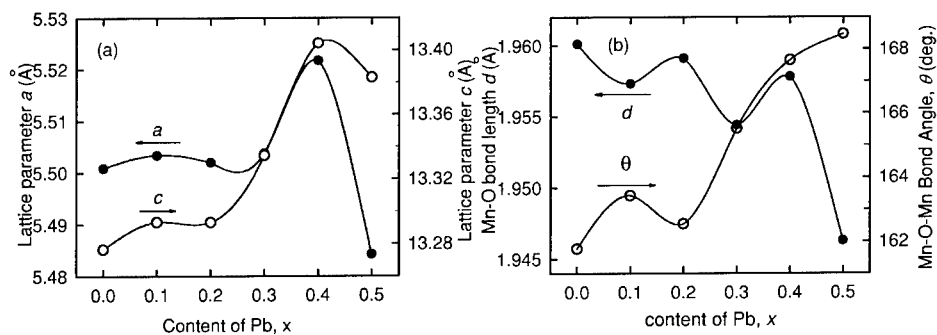 (a)
Lattice parameter a (Å)
5.53
5.52
5.51
5.50
5.49
5.48
a
c
0.0 0.1 0.2 0.3 0.4 0.5
Content of Pb, x
13.40
13.36
13.32
13.28
Lattice parameter c (Å)
(b)
Mn-O bond length d (Å)
1.960
1.955
1.950
1.945
d
θ
0.0 0.1 0.2 0.3 0.4 0.5
content of Pb, x
168
166
164
162
Mn-O-Mn Bond Angle, θ (deg.)